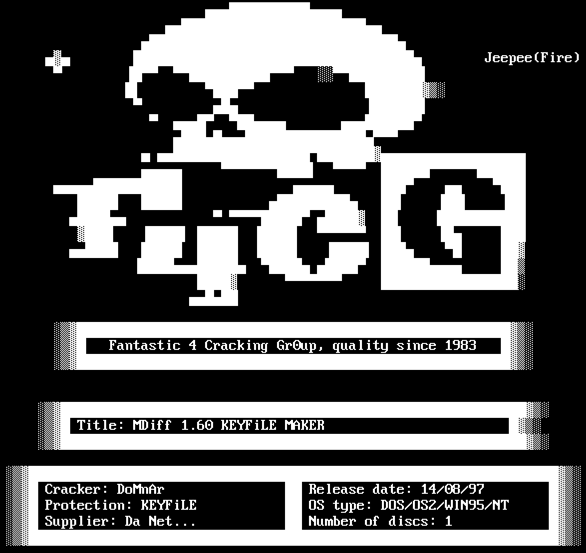 Jeepee(Fire)
f4cG
Fantastic 4 Cracking Gr0up, quality since 1983
Title: MDiff 1.60 KEYFiLE MAKER
Cracker: DoMnAr
Protection: KEYFiLE
Supplier: Da Net...
Release date: 14/08/97
OS type: DOS/OS2/WIN95/NT
Number of discs: 1